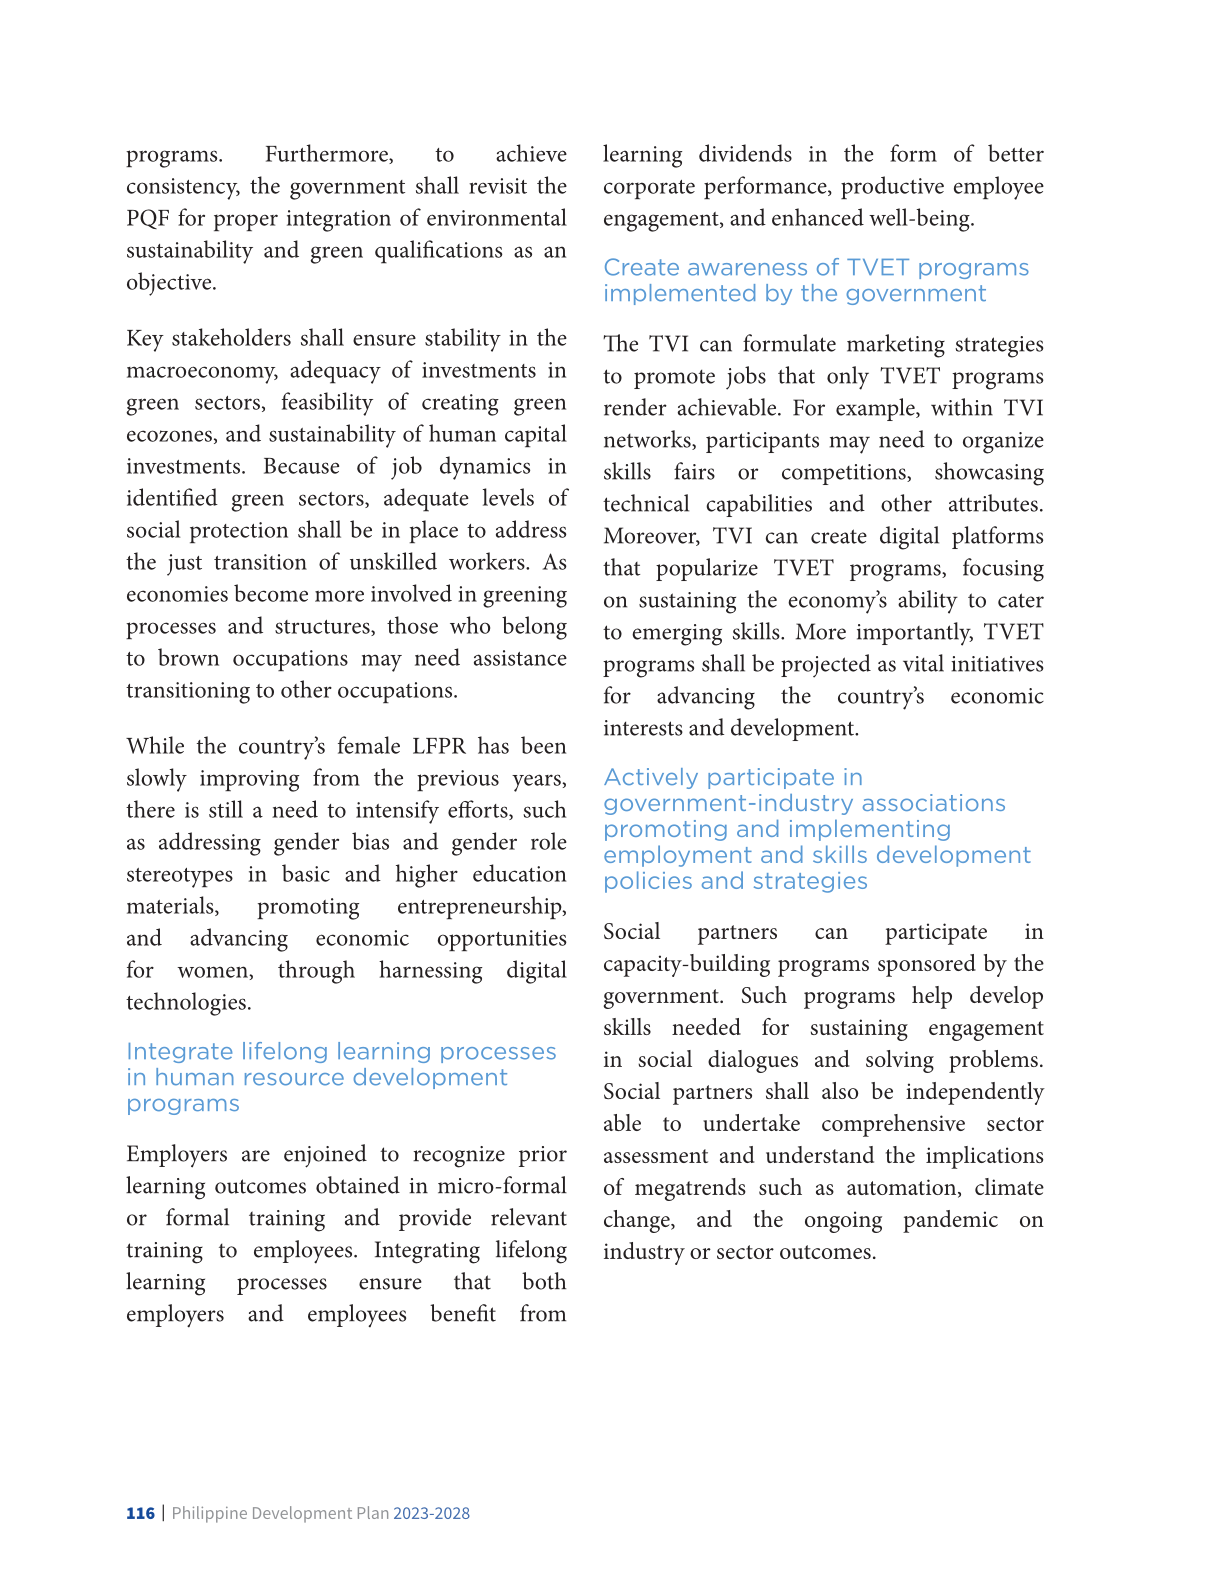 programs. Furthermore, to achieve
consistency, the government shall revisit the
PQF for proper integration of environmental
sustainability and green qualifications as an
objective.
Key stakeholders shall ensure stability in the
macroeconomy, adequacy of investments in
green sectors, feasibility of creating green
ecozones, and sustainability of human capital
investments. Because of job dynamics in
identified green sectors, adequate levels of
social protection shall be in place to address
the just transition of unskilled workers. As
economies become more involved in greening
processes and structures, those who belong
to brown occupations may need assistance
transitioning to other occupations.
While the country’s female LFPR has been
slowly improving from the previous years,
there is still a need to intensify efforts, such
as addressing gender bias and gender role
stereotypes in basic and higher education
materials, promoting entrepreneurship,
and advancing economic opportunities
for women, through harnessing digital
technologies.
Integrate lifelong learning processes
in human resource development
programs
Employers are enjoined to recognize prior
learning outcomes obtained in micro-formal
or formal training and provide relevant
training to employees. Integrating lifelong
learning processes ensure that both
employers and employees benefit from
learning dividends in the form of better
corporate performance, productive employee
engagement, and enhanced well-being.
Create awareness of TVET programs
implemented by the government
The TVI can formulate marketing strategies
to promote jobs that only TVET programs
render achievable. For example, within TVI
networks, participants may need to organize
skills fairs or competitions, showcasing
technical capabilities and other attributes.
Moreover, TVI can create digital platforms
that popularize TVET programs, focusing
on sustaining the economy’s ability to cater
to emerging skills. More importantly, TVET
programs shall be projected as vital initiatives
for advancing the country’s economic
interests and development.
Actively participate in
government-industry associations
promoting and implementing
employment and skills development
policies and strategies
Social partners can participate in
capacity-building programs sponsored by the
government. Such programs help develop
skills needed for sustaining engagement
in social dialogues and solving problems.
Social partners shall also be independently
able to undertake comprehensive sector
assessment and understand the implications
of megatrends such as automation, climate
change, and the ongoing pandemic on
industry or sector outcomes.
116 | Philippine Development Plan 2023-2028